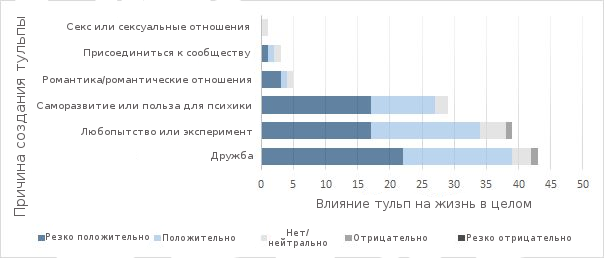 Причина создания тульпы
Секс или сексуальные отношения
Присоединиться к сообществу
Романтика/романтические отношения
Саморазвитие или польза для психики
Любопытство или эксперимент
Дружба
0 5 10 15 20 25 30 35 40 45 50
Влияние тульп на жизнь в целом
Резко положительно
Положительно
Нет/
нейтрально
Отрицательно
Резко отрицательно